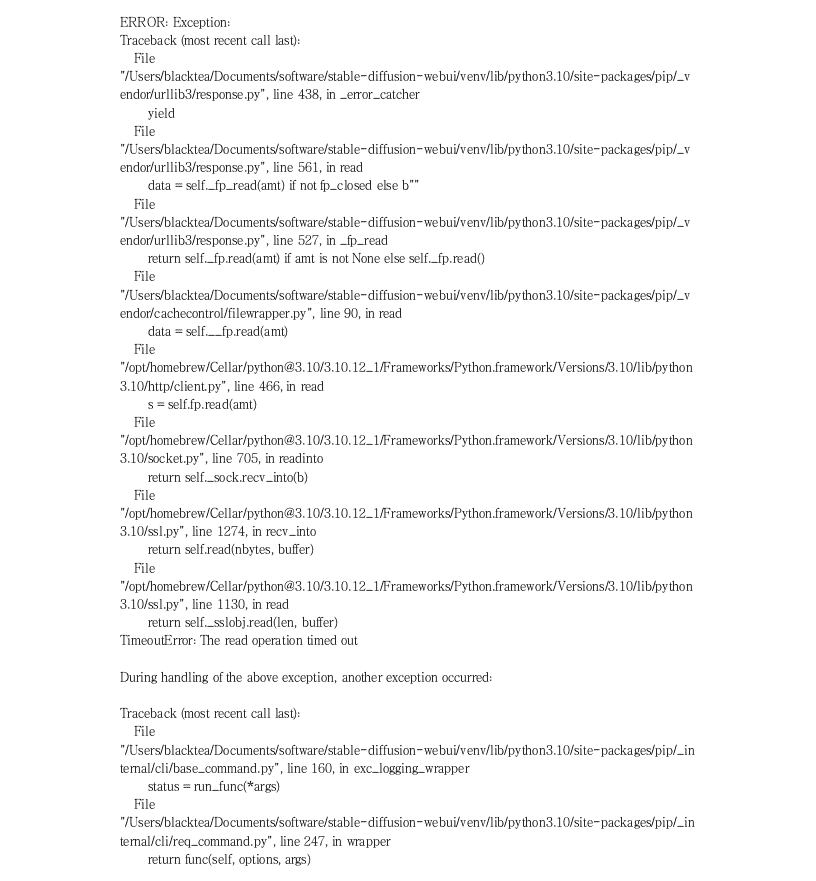 ERROR: Exception:
Traceback (most recent call last):
File
"/Users/blacktea/Documents/software/stable-diffusion-webui/venv/lib/python3.10/site-packages/pip/_v
endor/urllib3/response.py", line 438, in _error_catcher
yield
File
"/Users/blacktea/Documents/software/stable-diffusion-webui/venv/lib/python3.10/site-packages/pip/_v
endor/urllib3/response.py", line 561, in read
data = self._fp_read(amt) if not fp_closed else b""
File
"/Users/blacktea/Documents/software/stable-diffusion-webui/venv/lib/python3.10/site-packages/pip/_v
endor/urllib3/response.py", line 527, in _fp_read
return self._fp.read(amt) if amt is not None else self._fp.read()
File
"/Users/blacktea/Documents/software/stable-diffusion-webui/venv/lib/python3.10/site-packages/pip/_v
endor/cachecontrol/filewrapper.py", line 90, in read
data = self.__fp.read(amt)
File
"/opt/homebrew/Cellar/python@3.10/3.10.12_1/Frameworks/Python.framework/Versions/3.10/lib/python
3.10/http/client.py", line 466, in read
s = self.fp.read(amt)
File
"/opt/homebrew/Cellar/python@3.10/3.10.12_1/Frameworks/Python.framework/Versions/3.10/lib/python
3.10/socket.py", line 705, in readinto
return self._sock.recv_into(b)
File
"/opt/homebrew/Cellar/python@3.10/3.10.12_1/Frameworks/Python.framework/Versions/3.10/lib/python
3.10/ssl.py", line 1274, in recv_into
return self.read(nbytes, buffer)
File
"/opt/homebrew/Cellar/python@3.10/3.10.12_1/Frameworks/Python.framework/Versions/3.10/lib/python
3.10/ssl.py", line 1130, in read
return self._sslobj.read(len, buffer)
TimeoutError: The read operation timed out

During handling of the above exception, another exception occurred:

Traceback (most recent call last):
File
"/Users/blacktea/Documents/software/stable-diffusion-webui/venv/lib/python3.10/site-packages/pip/_in
ternal/cli/base_command.py", line 160, in exc_logging_wrapper
status = run_func(*args)
File
"/Users/blacktea/Documents/software/stable-diffusion-webui/venv/lib/python3.10/site-packages/pip/_in
ternal/cli/req_command.py", line 247, in wrapper
return func(self, options, args)